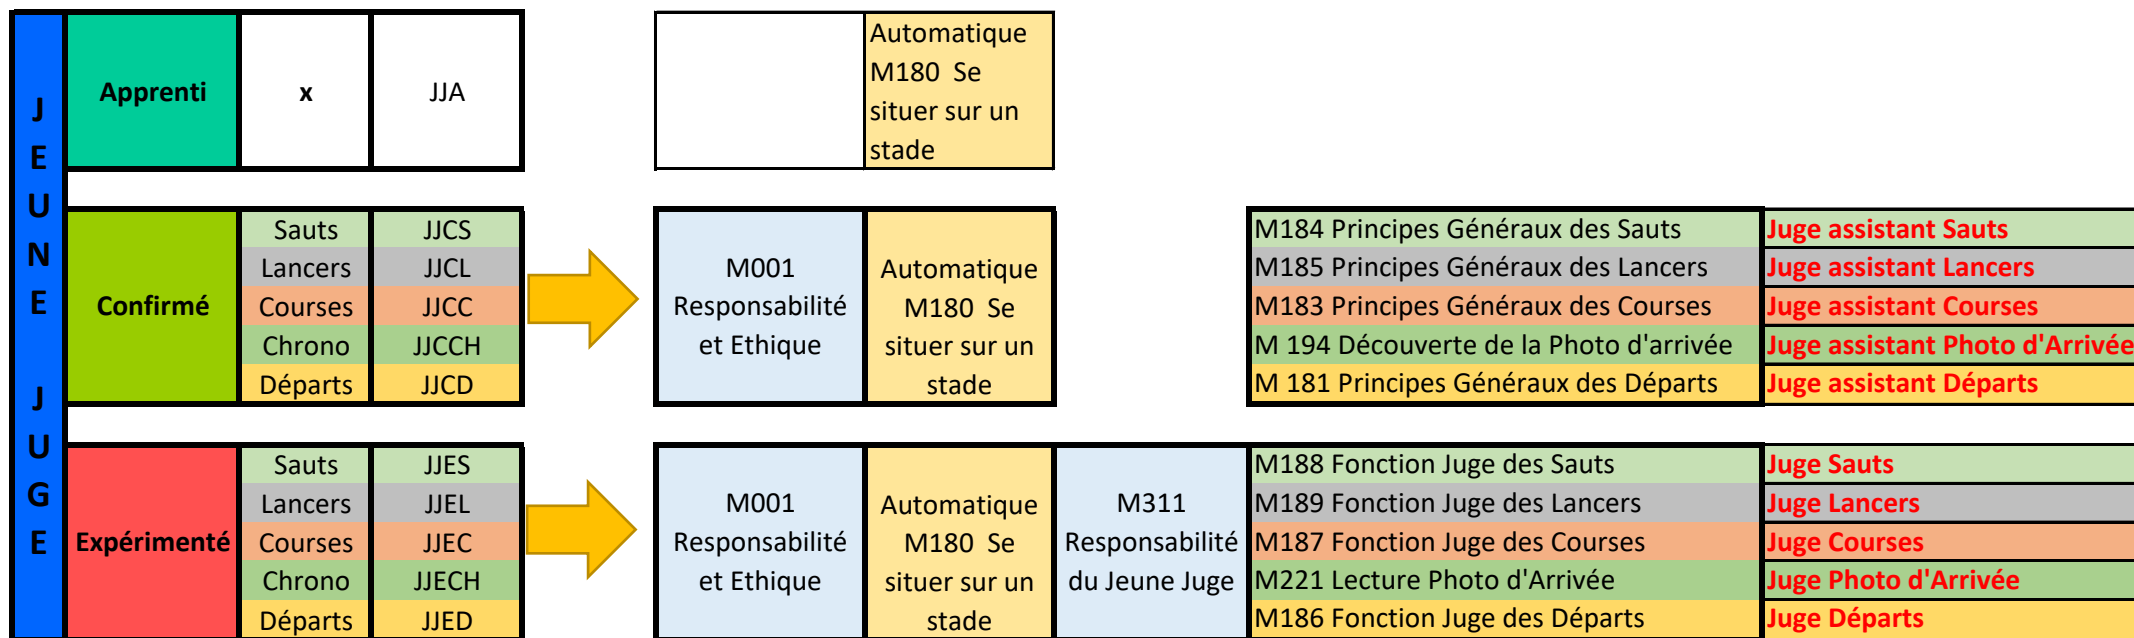 JEUNE JUGE
Apprenti
x
JJA
Automatique
M180 Se
situer sur un
stade
Confirmé
Sauts
JJCS
Lancers
JJCL
Courses
JJCC
Chrono
JJCCH
Départs
JJCD
M001
Responsabilité
et Ethique
Automatique
M180 Se
situer sur un
stade
M184 Principes Généraux des Sauts
Juge assistant Sauts
M185 Principes Généraux des Lancers
Juge assistant Lancers
M183 Principes Généraux des Courses
Juge assistant Courses
M 194 Découverte de la Photo d'arrivée
Juge assistant Photo d'Arrivée
M 181 Principes Généraux des Départs
Juge assistant Départs
Expérimenté
Sauts
JJES
Lancers
JJEL
Courses
JJEC
Chrono
JJECH
Départs
JJED
M001
Responsabilité
et Ethique
Automatique
M180 Se
situer sur un
stade
M311
Responsabilité
du Jeune Juge
M188 Fonction Juge des Sauts
Juge Sauts
M189 Fonction Juge des Lancers
Juge Lancers
M187 Fonction Juge des Courses
Juge Courses
M221 Lecture Photo d'Arrivée
Juge Photo d'Arrivée
M186 Fonction Juge des Départs
Juge Départs